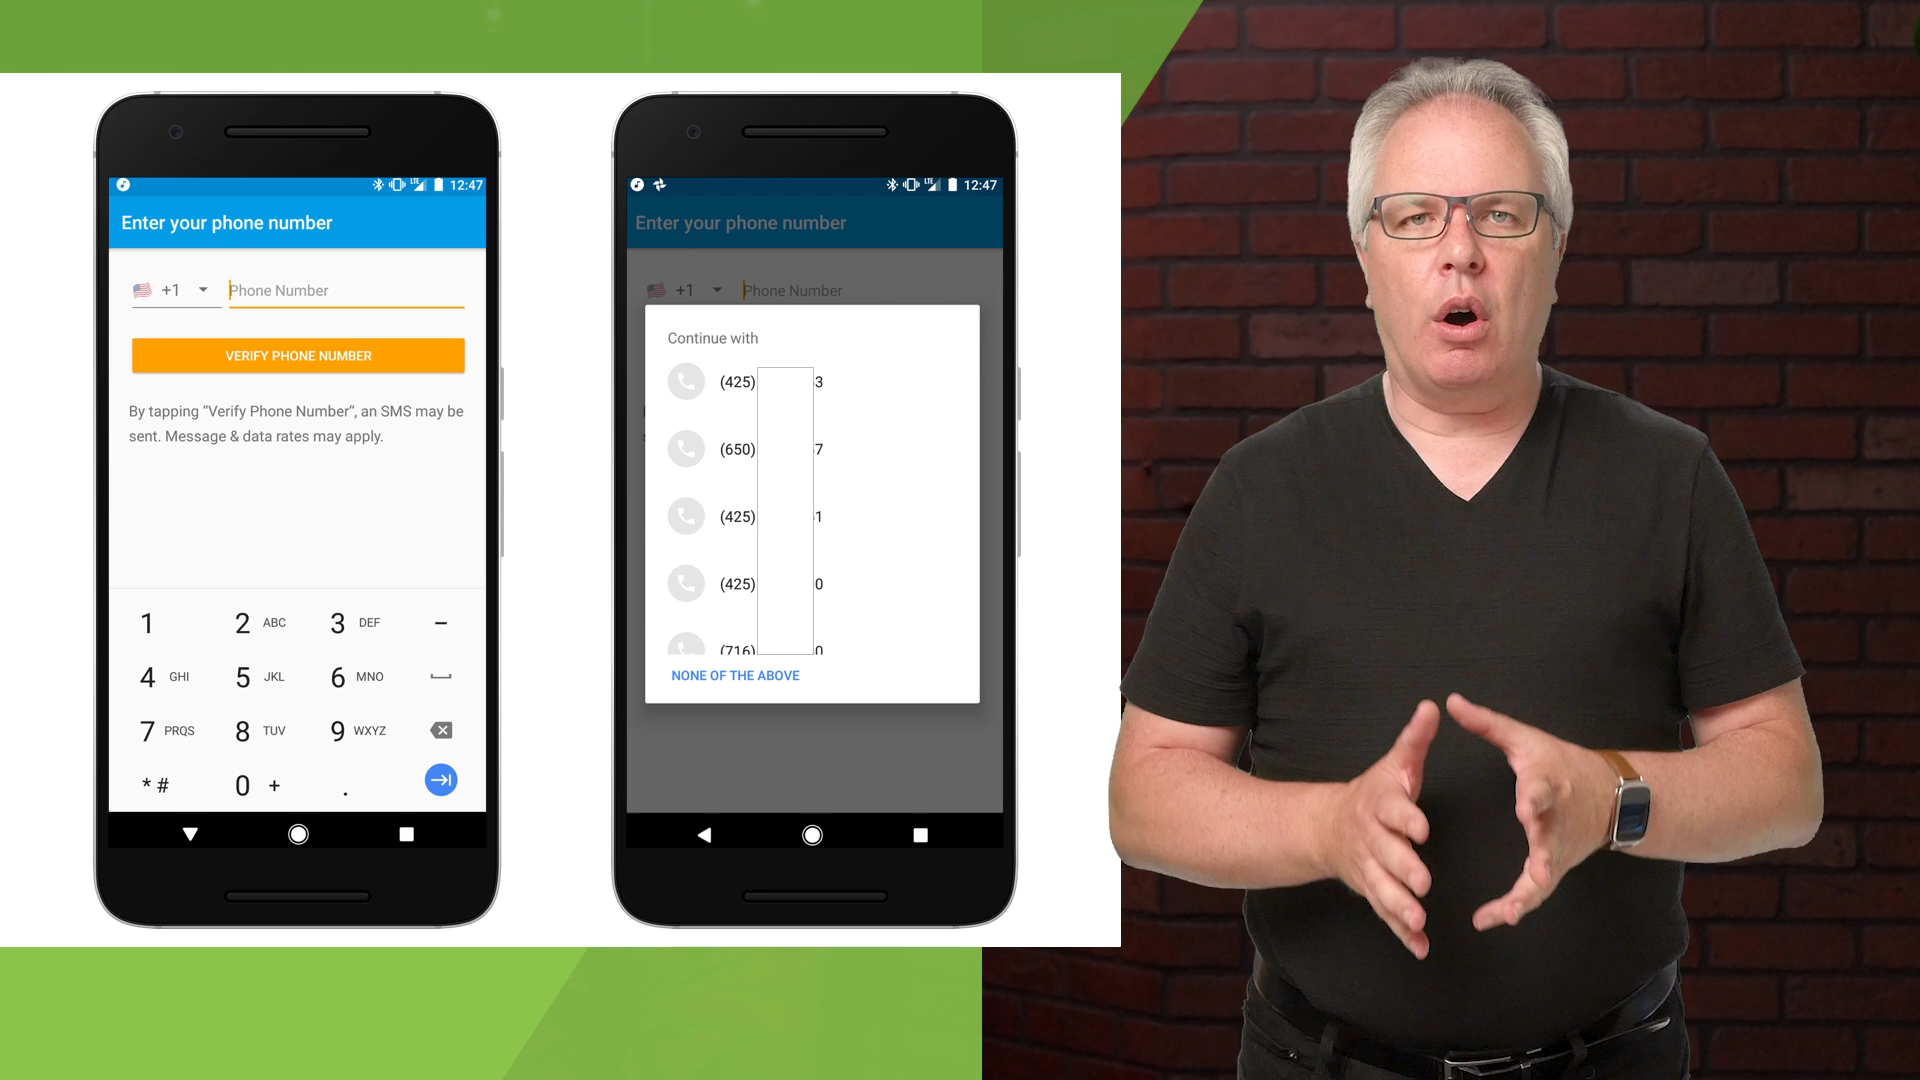 12:47
Enter your phone number
+1 Phone Number
VERIFY PHONE NUMBER
By tapping “Verify Phone Number“, an SMS may be
sent. Message & data rates may apply.
1 2 ABC 3 DEF –
4 GHI 5 JKL 6 MNO
7 PRQS 8 TUV 9 WXYZ
* # 0 + .
LTE 12:47
Enter your phone number
+1 Phone Number
Continue with
(425) 3
(650) 7
(425) 1
(425) 0
(716) 0
NONE OF THE ABOVE